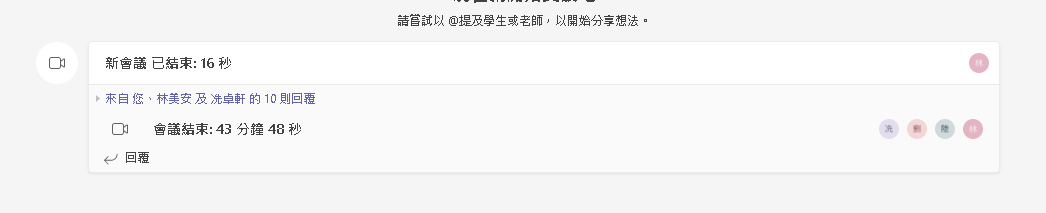 請嘗試以 @提及學生或老師，以開始分享想法。
新會議 已結束: 16 秒
林
來自 您、林美安 及 冼卓軒 的 10 則回覆
會議結束: 43 分鐘 48 秒
冼 劉 陸 林
回覆